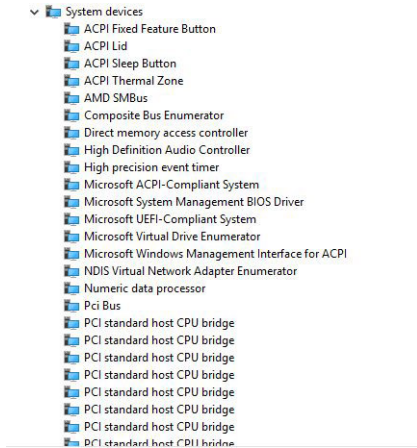 System devices
ACPI Fixed Feature Button
ACPI Lid
ACPI Sleep Button
ACPI Thermal Zone
AMD SMBus
Composite Bus Enumerator
Direct memory access controller
High Definition Audio Controller
High precision event timer
Microsoft ACPI-Compliant System
Microsoft System Management BIOS Driver
Microsoft UEFI-Compliant System
Microsoft Virtual Drive Enumerator
Microsoft Windows Management Interface for ACPI
NDIS Virtual Network Adapter Enumerator
Numeric data processor
Pci Bus
PCI standard host CPU bridge
PCI standard host CPU bridge
PCI standard host CPU bridge
PCI standard host CPU bridge
PCI standard host CPU bridge
PCI standard host CPU bridge
PCI standard host CPU bridge
PCI standard host CPU bridge